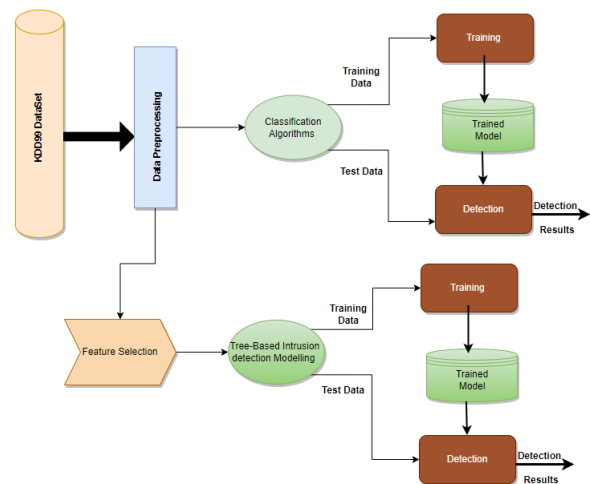 KDD99 DataSet
Data Preprocessing
Classification
Algorithms
Training
Data
Test Data
Training
Trained
Model
Detection
Detection
Results
Feature Selection
Tree-Based Intrusion
detection Modelling
Training
Data
Test Data
Training
Trained
Model
Detection
Detection
Results